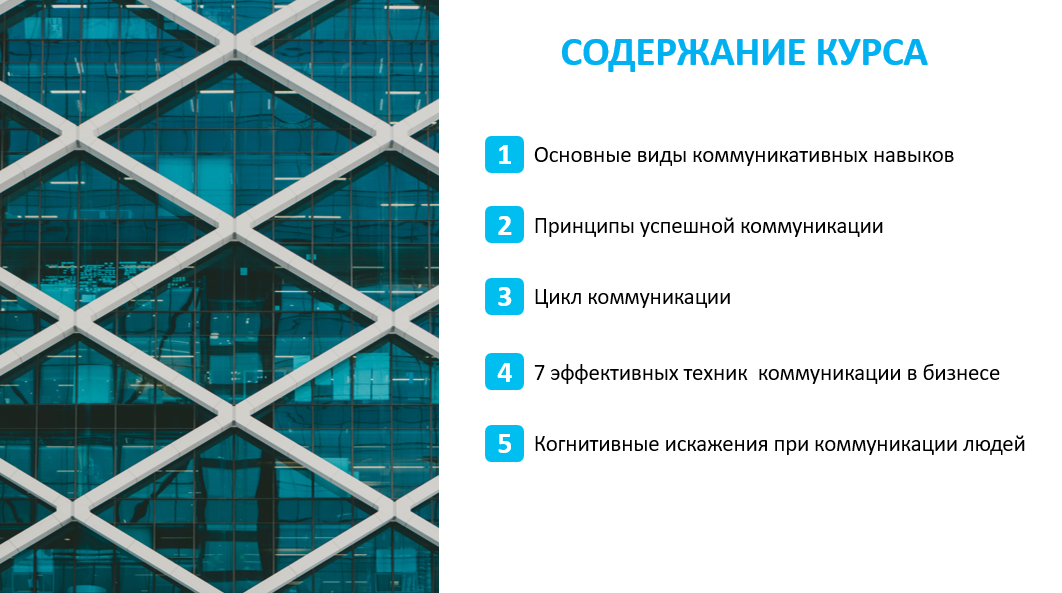 СОДЕРЖАНИЕ КУРСА
1 Основные виды коммуникативных навыков
2 Принципы успешной коммуникации
3 Цикл коммуникации
4 7 эффективных техник  коммуникации в бизнесе
5 Когнитивные искажения при коммуникации людей